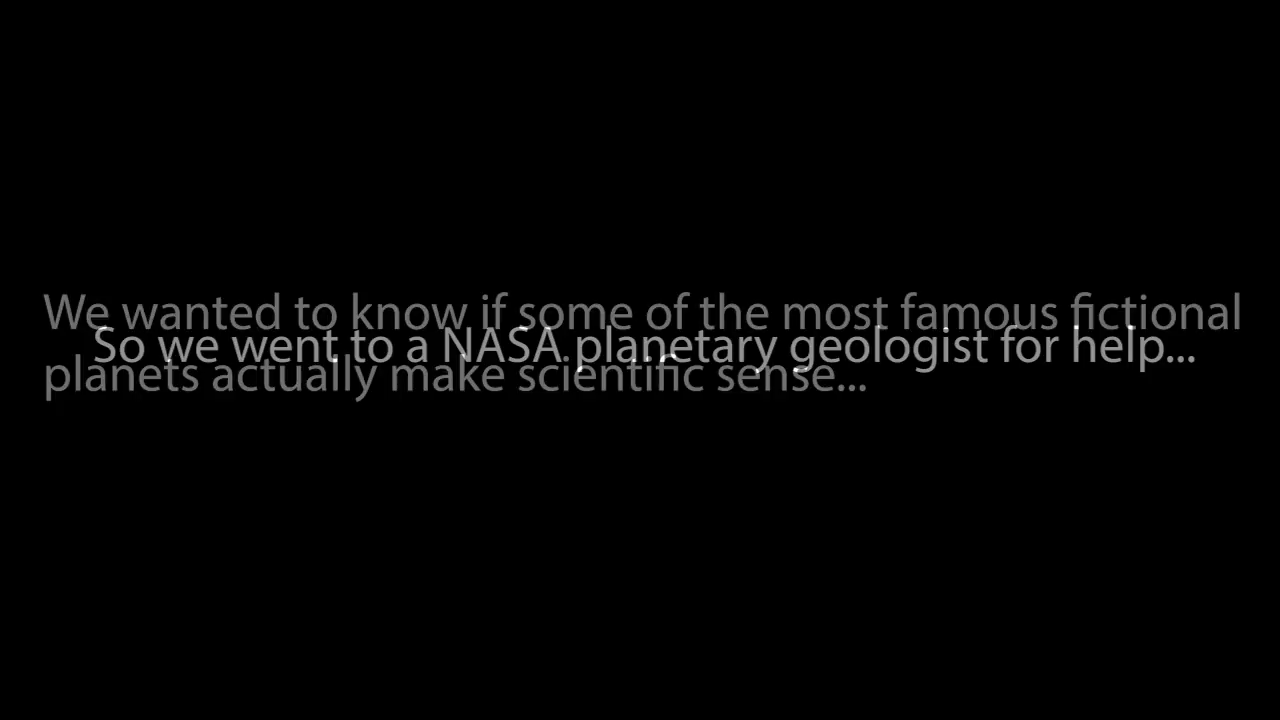 We wanted to know if some of the most famous fictional
So we went to a NASA planetary geologist for help...
planets actually make scientific sense...